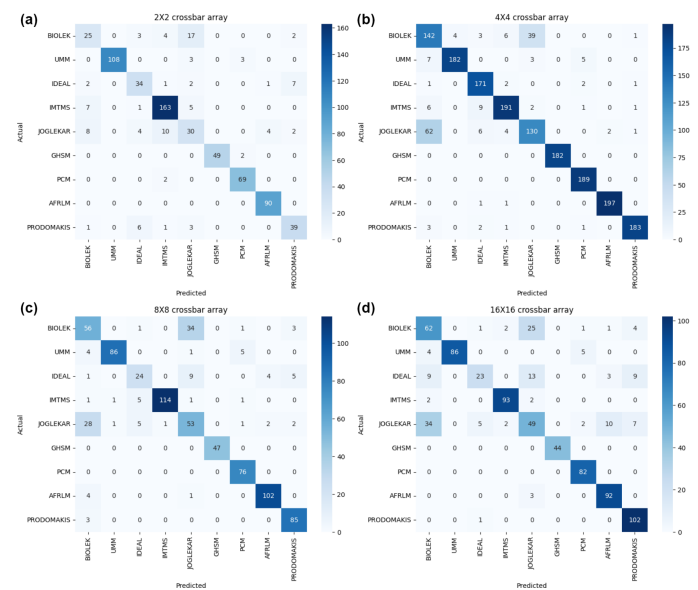 (a) 2X2 crossbar array
BIOLEK 25 0 3 4 17 0 0 0 2
UMM 0 108 0 0 3 0 3 0 0
IDEAL 2 0 34 1 2 0 0 1 7
IMTMS 7 0 1 163 5 0 0 0 0
JOGLEKAR 8 0 4 10 30 0 0 4 2
GHSM 0 0 0 0 0 49 2 0 0
PCM 0 0 0 2 0 0 69 0 0
AFRLM 0 0 0 0 0 0 0 90 0
PRODOMAKIS 1 0 6 1 3 0 0 0 39
Actual
BIOLEK UMM IDEAL IMTMS JOGLEKAR GHSM PCM AFRLM PRODOMAKIS
Predicted
160
140
120
100
80
60
40
20
0
(b) 4X4 crossbar array
BIOLEK 142 4 3 6 39 0 0 0 1
UMM 7 182 0 0 3 0 5 0 0
IDEAL 1 0 171 2 2 0 0 2 1
IMTMS 6 0 9 191 2 0 1 0 1
JOGLEKAR 62 0 6 4 130 0 0 2 1
GHSM 0 0 0 0 0 182 0 0 0
PCM 0 0 0 0 0 0 189 0 0
AFRLM 0 0 1 1 0 0 0 197 0
PRODOMAKIS 3 0 2 1 0 0 1 0 183
Actual
BIOLEK UMM IDEAL IMTMS JOGLEKAR GHSM PCM AFRLM PRODOMAKIS
Predicted
175
150
125
100
75
50
25
0
(c) 8X8 crossbar array
BIOLEK 56 0 1 0 34 0 1 0 3
UMM 4 86 0 0 1 0 5 0 0
IDEAL 1 0 24 0 9 0 0 4 5
IMTMS 1 1 5 114 1 0 1 0 0
JOGLEKAR 28 1 5 1 53 0 1 2 2
GHSM 0 0 0 0 0 47 0 0 0
PCM 0 0 0 0 0 0 76 0 0
AFRLM 4 0 0 0 1 0 0 102 0
PRODOMAKIS 3 0 0 0 0 0 0 0 85
Actual
BIOLEK UMM IDEAL IMTMS JOGLEKAR GHSM PCM AFRLM PRODOMAKIS
Predicted
100
80
60
40
20
0
(d) 16X16 crossbar array
BIOLEK 62 0 1 2 25 0 1 1 4
UMM 4 86 0 0 0 0 5 0 0
IDEAL 9 0 23 0 13 0 0 3 9
IMTMS 2 0 0 93 2 0 0 0 0
JOGLEKAR 34 0 5 2 49 0 0 10 7
GHSM 0 0 0 0 0 44 0 0 0
PCM 0 0 0 0 0 0 82 0 0
AFRLM 0 0 0 0 3 0 0 92 0
PRODOMAKIS 0 0 1 0 0 0 0 0 102
Actual
BIOLEK UMM IDEAL IMTMS JOGLEKAR GHSM PCM AFRLM PRODOMAKIS
Predicted
100
80
60
40
20
0